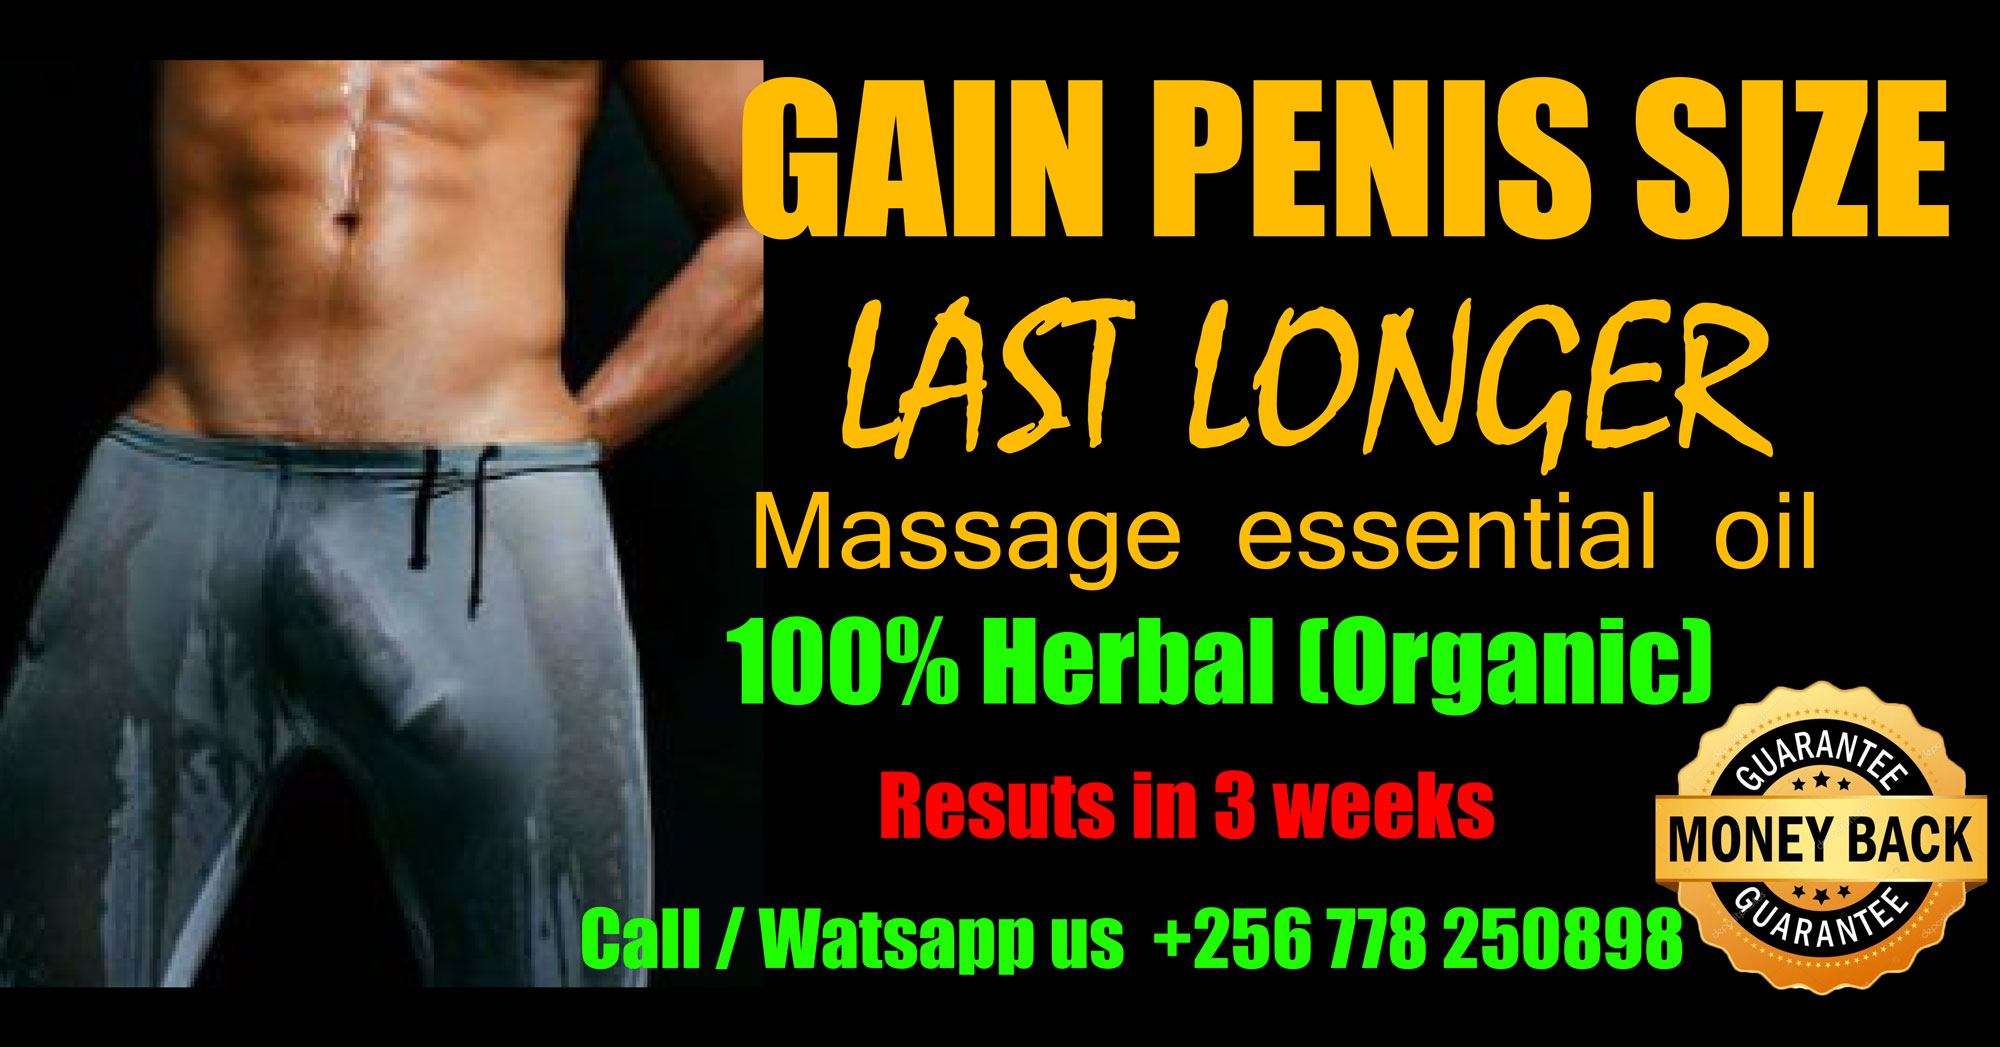 GAIN PENIS SIZE
LAST LONGER
Massage essential oil
100% Herbal (Organic)
Resuts in 3 weeks
Call / Watsapp us +256 778 250898
GUARANTEE
MONEY BACK
GUARANTEE